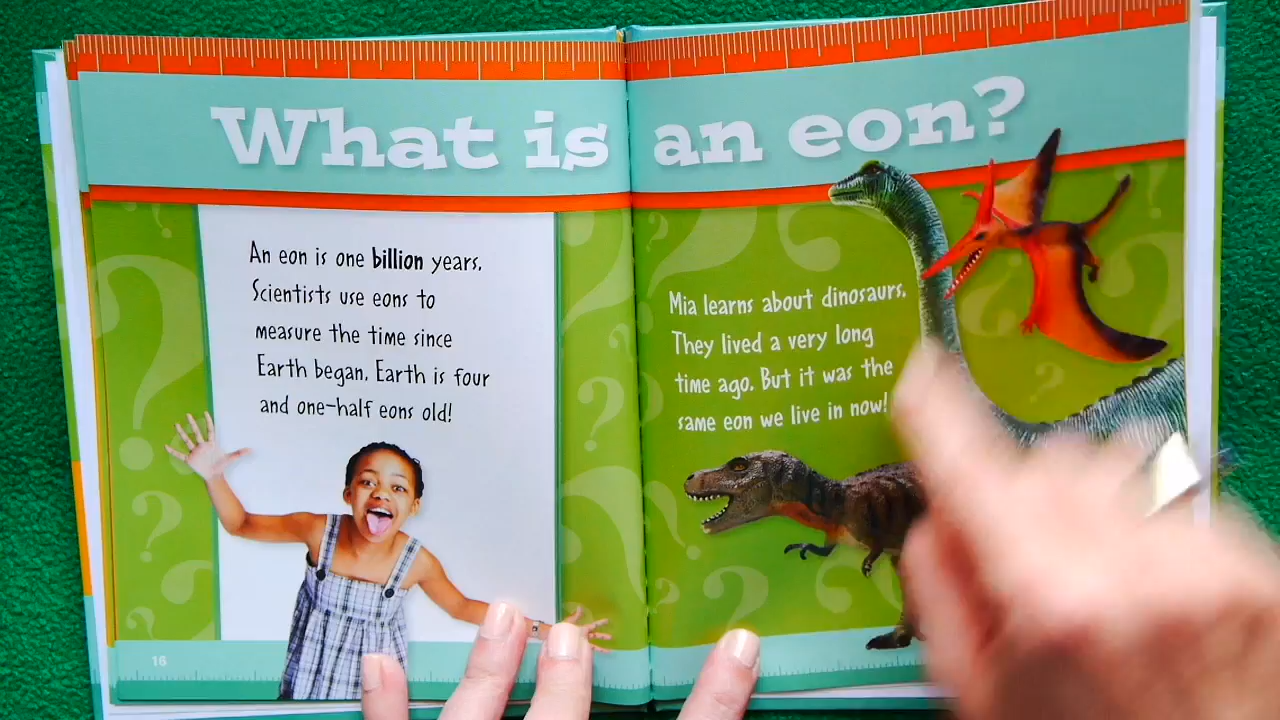 What is an eon?
An eon is one billion years.
Scientists use eons to
measure the time since
Earth began. Earth is four
and one-half eons old!
16
Mia learns about dinosaurs.
They lived a very long
time ago. But it was the
same eon we live in now!